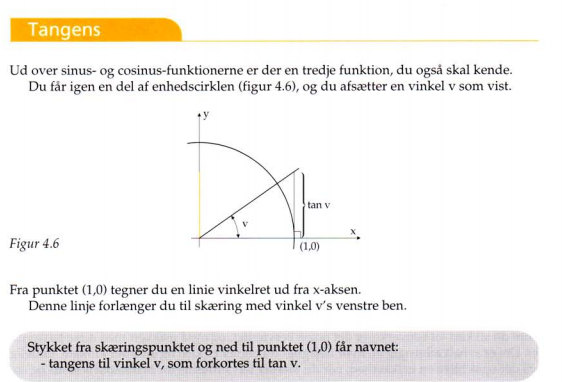 Tangens
Ud over sinus- og cosinus-funktionerne er der en tredje funktion, du også skal kende.
Du får igen en del af enhedscirklen (figur 4.6), og du afsætter en vinkel v som vist.
y
tan v
v
x
(1,0)
Figur 4.6
Fra punktet (1,0) tegner du en linie vinkelret ud fra x-aksen.
Denne linje forlænger du til skæring med vinkel v's venstre ben.
Stykket fra skæringspunktet og ned til punktet (1,0) får navnet:
- tangens til vinkel v, som forkortes til tan v.